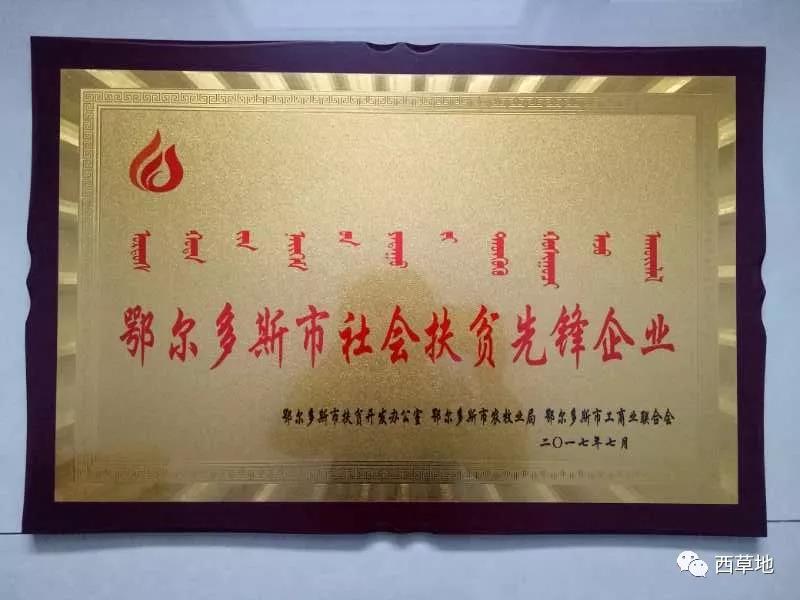 鄂尔多斯市社会扶贫先锋企业
鄂尔多斯市扶贫开发办公室 鄂尔多斯市农牧业局 鄂尔多斯市工商业联合会
二〇一七年七月
西草地